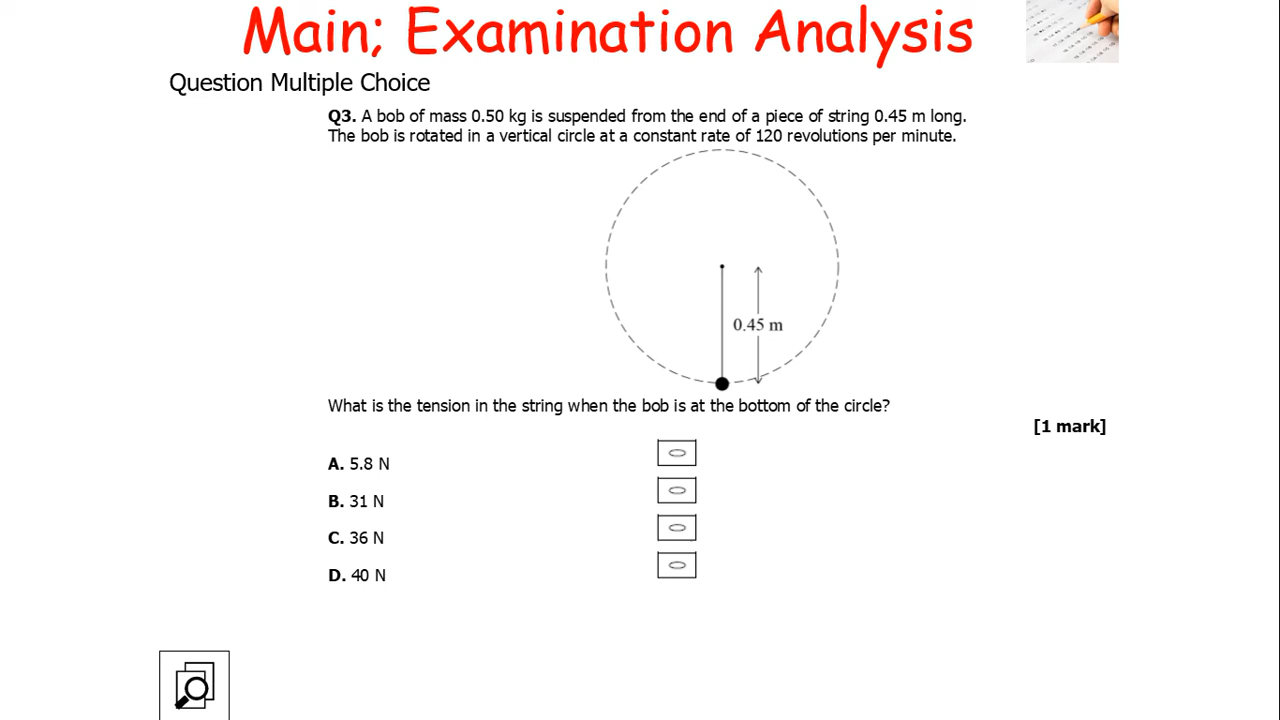 Main; Examination Analysis
Question Multiple Choice
Q3. A bob of mass 0.50 kg is suspended from the end of a piece of string 0.45 m long.
The bob is rotated in a vertical circle at a constant rate of 120 revolutions per minute.
0.45 m
What is the tension in the string when the bob is at the bottom of the circle?
[1 mark]
A. 5.8 N
B. 31 N
C. 36 N
D. 40 N